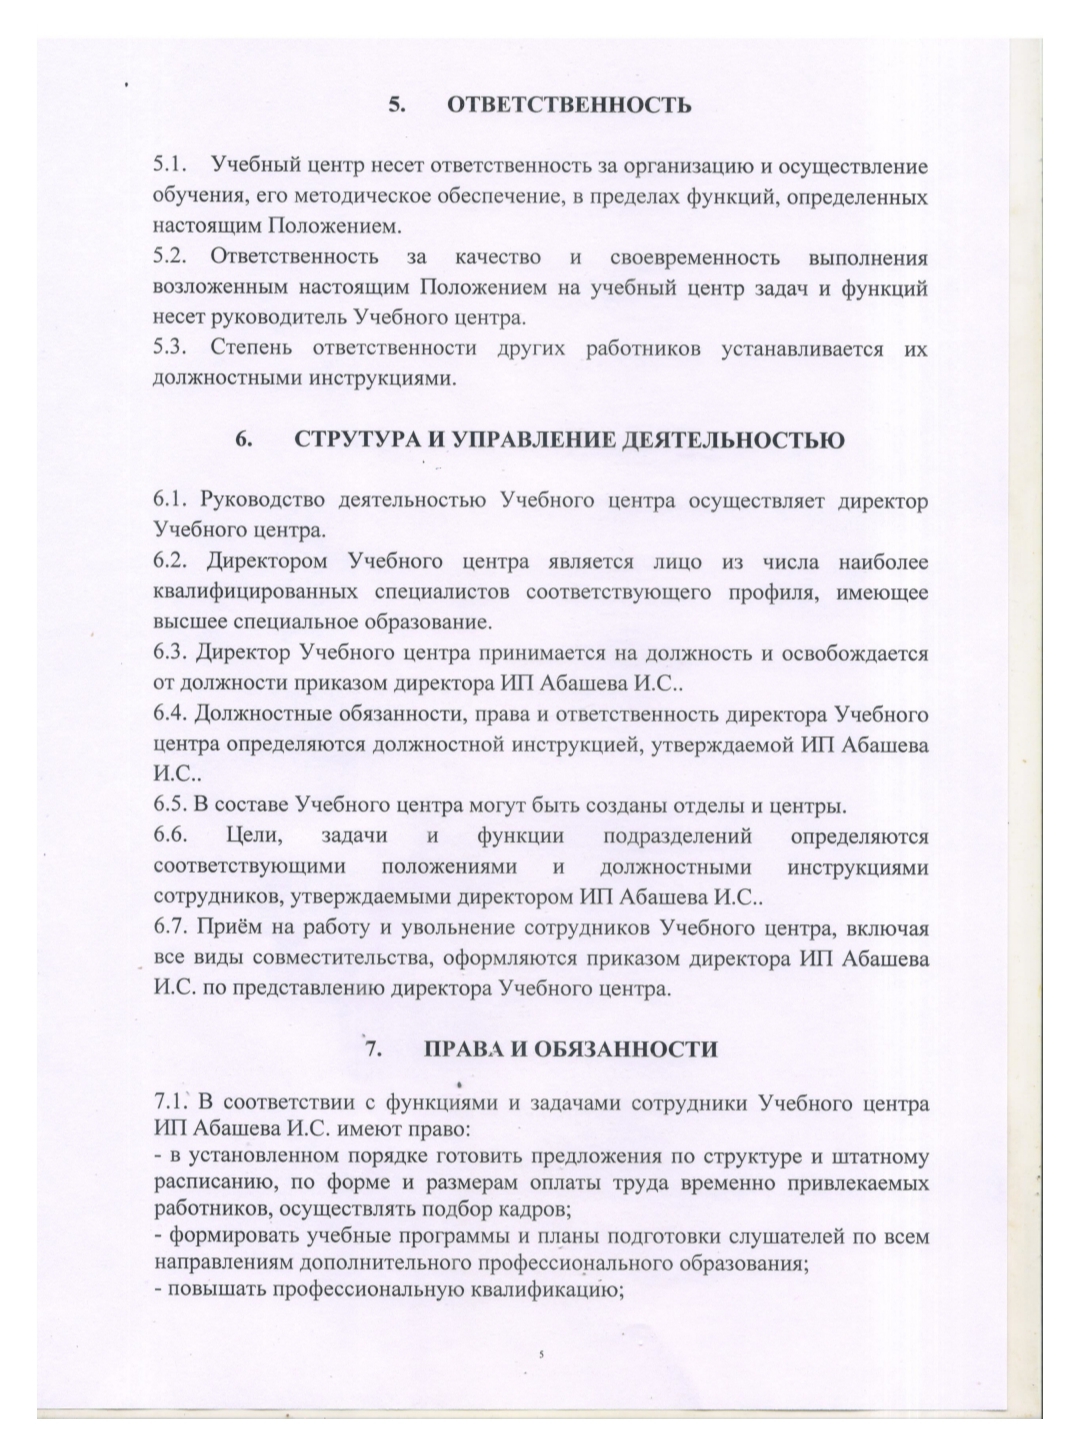 5. ОТВЕТСТВЕННОСТЬ
5.1. Учебный центр несет ответственность за организацию и осуществление
обучения, его методическое обеспечение, в пределах функций, определенных
настоящим Положением.
5.2. Ответственность за качество и своевременность выполнения
возложенным настоящим Положением на учебный центр задач и функций
несет руководитель Учебного центра.
5.3. Степень ответственности других работников устанавливается их
должностными инструкциями.
6. СТРУТУРА И УПРАВЛЕНИЕ ДЕЯТЕЛЬНОСТЬЮ
6.1. Руководство деятельностью Учебного центра осуществляет директор
Учебного центра.
6.2. Директором Учебного центра является лицо из числа наиболее
квалифицированных специалистов соответствующего профиля, имеющее
высшее специальное образование.
6.3. Директор Учебного центра принимается на должность и освобождается
от должности приказом директора ИП Абашева И.С..
6.4. Должностные обязанности, права и ответственность директора Учебного
центра определяются должностной инструкцией, утверждаемой ИП Абашева
И.С..
6.5. В составе Учебного центра могут быть созданы отделы и центры.
6.6. Цели, задачи и функции подразделений определяются
соответствующими положениями и должностными инструкциями
сотрудников, утверждаемыми директором ИП Абашева И.С..
6.7. Приём на работу и увольнение сотрудников Учебного центра, включая
все виды совместительства, оформляются приказом директора ИП Абашева
И.С. по представлению директора Учебного центра.
7. ПРАВА И ОБЯЗАННОСТИ
7.1. В соответствии с функциями и задачами сотрудники Учебного центра
ИП Абашева И.С. имеют право:
- в установленном порядке готовить предложения по структуре и штатному
расписанию, по форме и размерам оплаты труда временно привлекаемых
работников, осуществлять подбор кадров;
- формировать учебные программы и планы подготовки слушателей по всем
направлениям дополнительного профессионального образования;
- повышать профессиональную квалификацию;
5